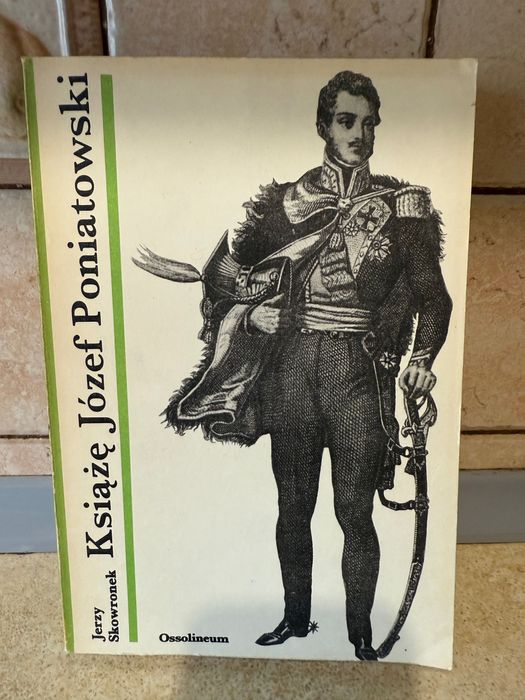 Jerzy
Skowronek
Książę Józef Poniatowski
Ossolineum